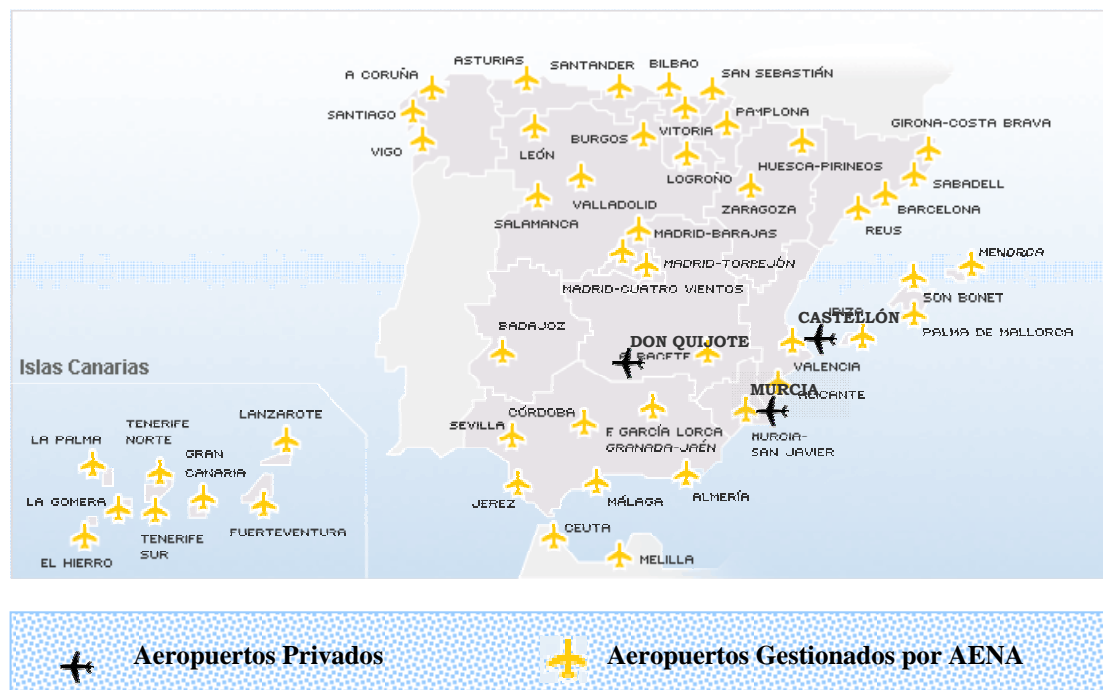 ASTURIAS
SANTANDER
BILBAO
A CORUÑA
SAN SEBASTIÁN
SANTIAGO
PAMPLONA
GIRONA-COSTA BRAVA
VIGO
LEÓN
BURGOS
VITORIA
HUESCA-PIRINEOS
LOGROÑO
SABADELL
SALAMANCA
VALLADOLID
ZARAGOZA
BARCELONA
REUS
MADRID-BARAJAS
MENORCA
MADRID-TORREJÓN
MADRID-CUATRO VIENTOS
SON BONET
IBIZA
CASTELLÓN
PALMA DE MALLORCA
BADAJOZ
DON QUIJOTE
ALBACETE
VALENCIA
Islas Canarias
MURCIA
ALICANTE
LANZAROTE
CÓRDOBA
SEVILLA
F. GARCÍA LORCA
GRANADA-JAÉN
MURCIA-
SAN JAVIER
LA PALMA
TENERIFE
NORTE
GRAN
CANARIA
LA GOMERA
JEREZ
MÁLAGA
ALMERÍA
FUERTEVENTURA
TENERIFE
SUR
EL HIERRO
CEUTA
MELILLA
Aeropuertos Privados
Aeropuertos Gestionados por AENA